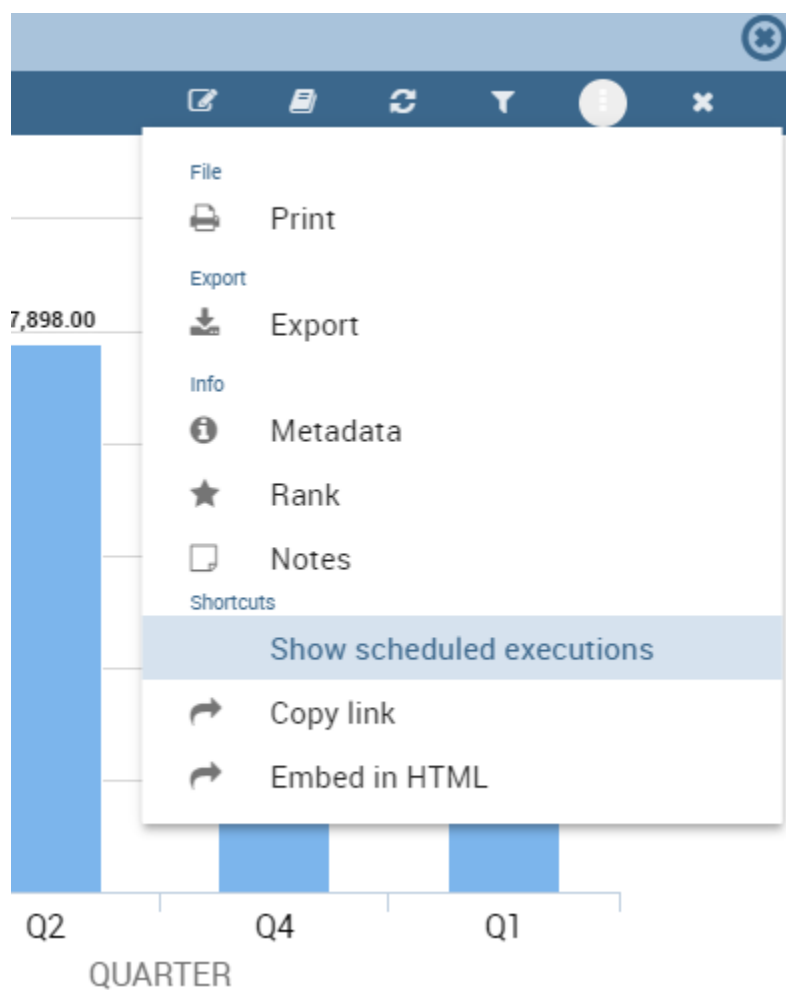 File
Print
Export
7,898.00
Export
Info
Metadata
Rank
Notes
Shortcuts
Show scheduled executions
Copy link
Embed in HTML
Q2 Q4 Q1
QUARTER